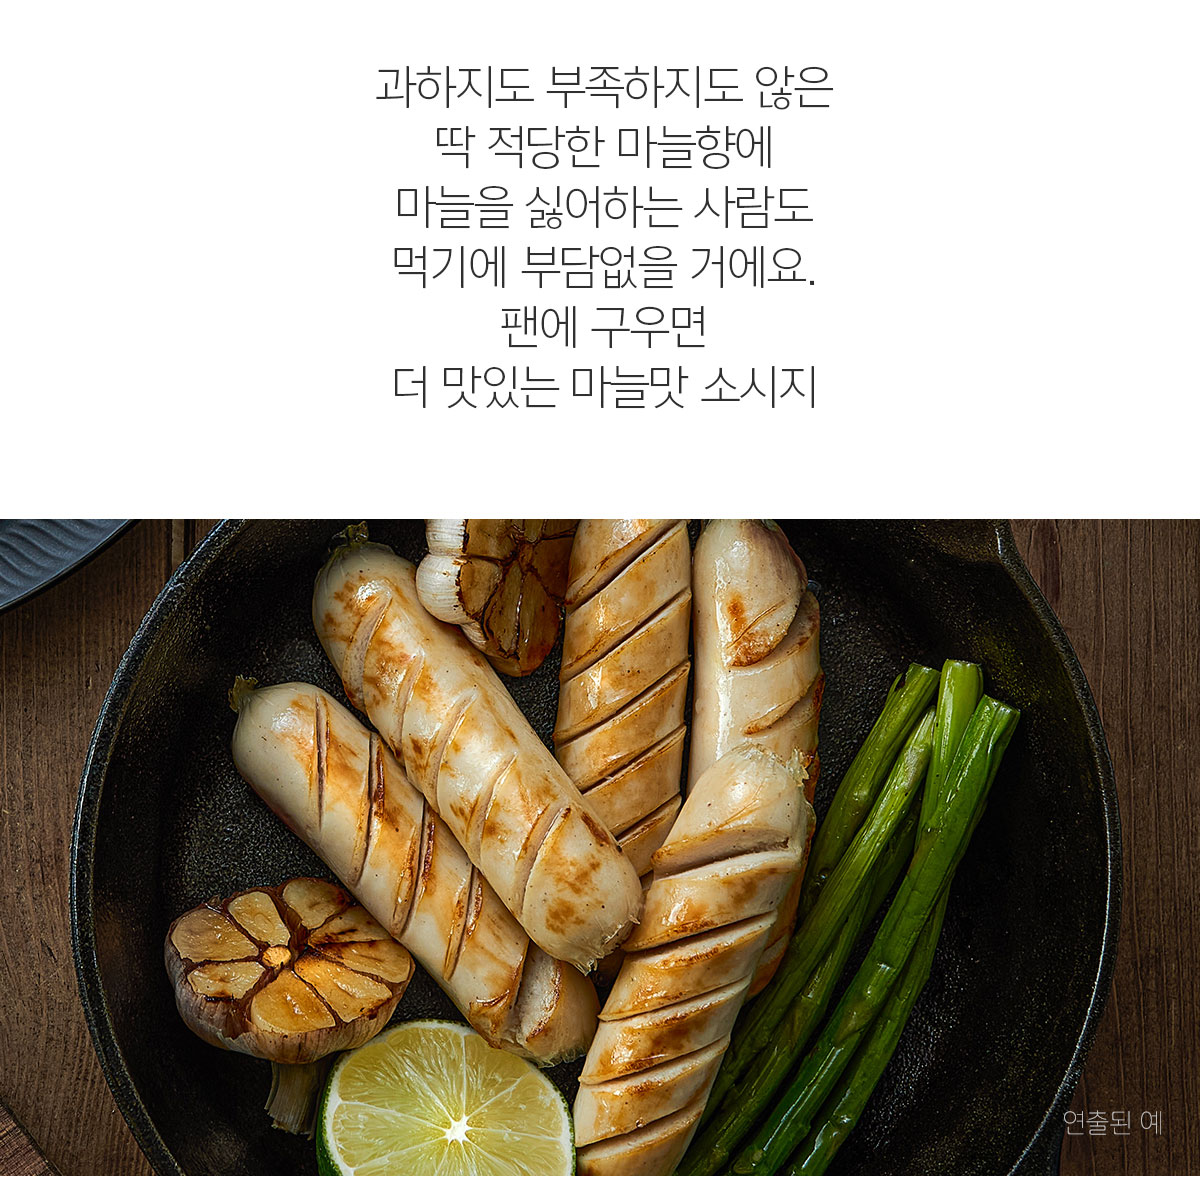 과하지도 부족하지도 않은
딱 적당한 마늘향에
마늘을 싫어하는 사람도
먹기에 부담없을 거에요.
팬에 구우면
더 맛있는 마늘맛 소시지
연출된 예